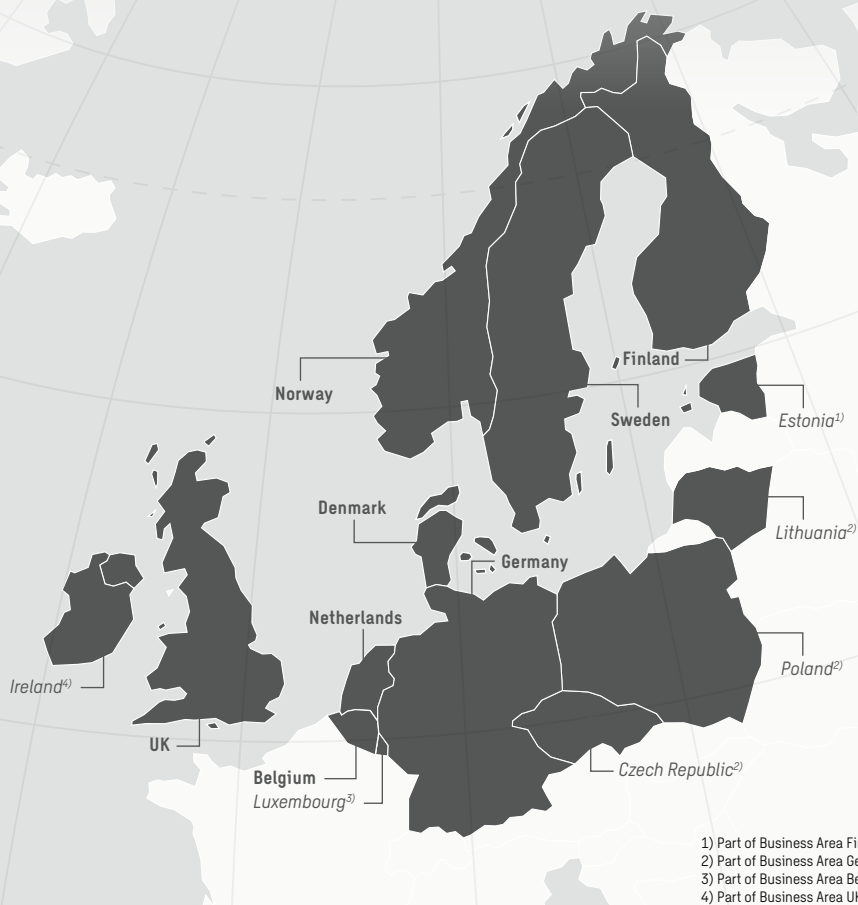 Norway
Finland
Sweden
Estonia1)
Denmark
Lithuania2)
Germany
Netherlands
Poland2)
Ireland4)
UK
Belgium
Luxembourg3)
Czech Republic2)
1) Part of Business Area
2) Part of Business Area
3) Part of Business Area
4) Part of Business Area